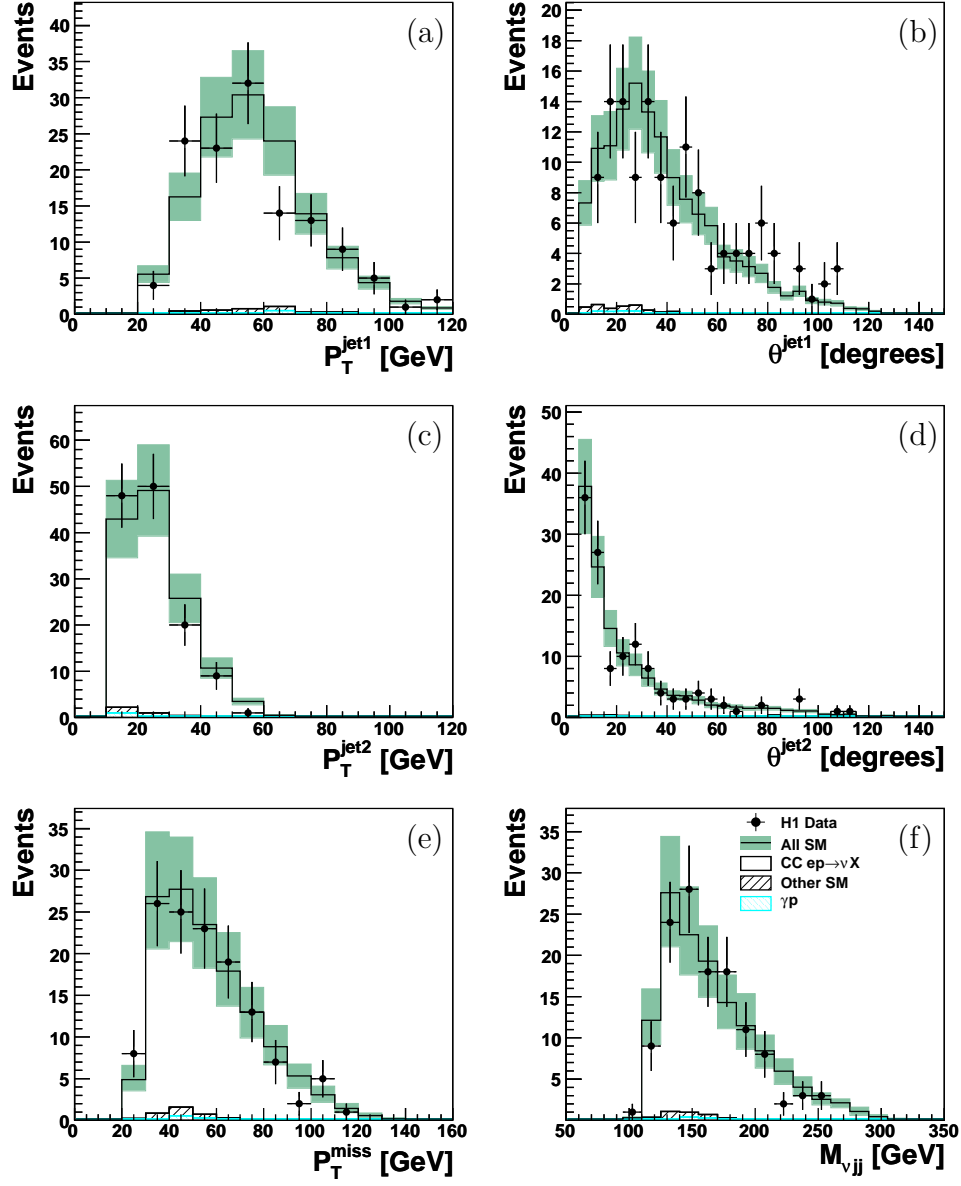 (a)
Events
40
35
30
25
20
15
10
5
0
0 20 40 60 80 100 120
P_T^jet1 [GeV]
(b)
Events
20
18
16
14
12
10
8
6
4
2
0
0 20 40 60 80 100 120 140
θ^jet1 [degrees]
(c)
Events
60
50
40
30
20
10
0
0 20 40 60 80 100 120
P_T^jet2 [GeV]
(d)
Events
50
40
30
20
10
0
0 20 40 60 80 100 120 140
θ^jet2 [degrees]
(e)
Events
35
30
25
20
15
10
5
0
0 20 40 60 80 100 120 140 160
P_T^miss [GeV]
(f)
Events
35
30
25
20
15
10
5
0
50 100 150 200 250 300 350
M_νjj [GeV]
H1 Data
All SM
CC ep→νX
Other SM
γp